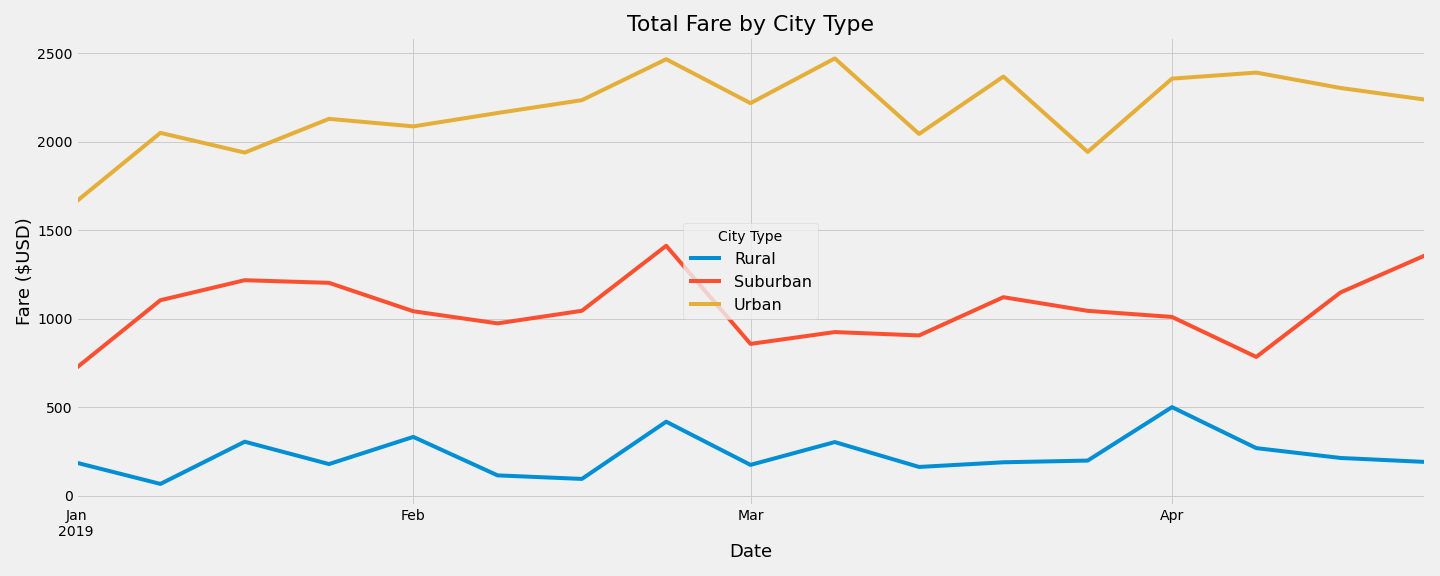 Total Fare by City Type
Fare ($USD)
2500
2000
1500
1000
500
0
City Type
Rural
Suburban
Urban
Jan
2019
Feb
Mar
Apr
Date